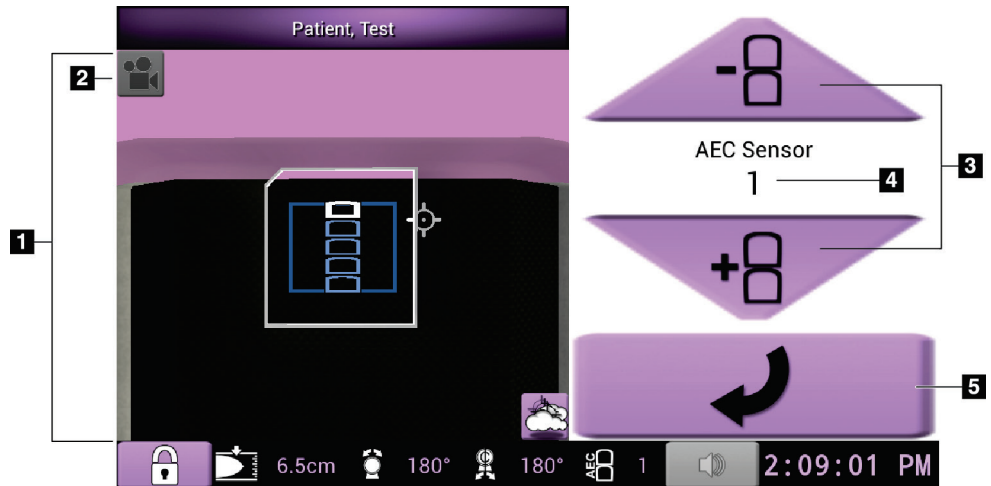 Patient, Test
2
-
AEC Sensor
1
4
3
1
+
5
6.5cm
180°
180°
AEC
1
2:09:01 PM